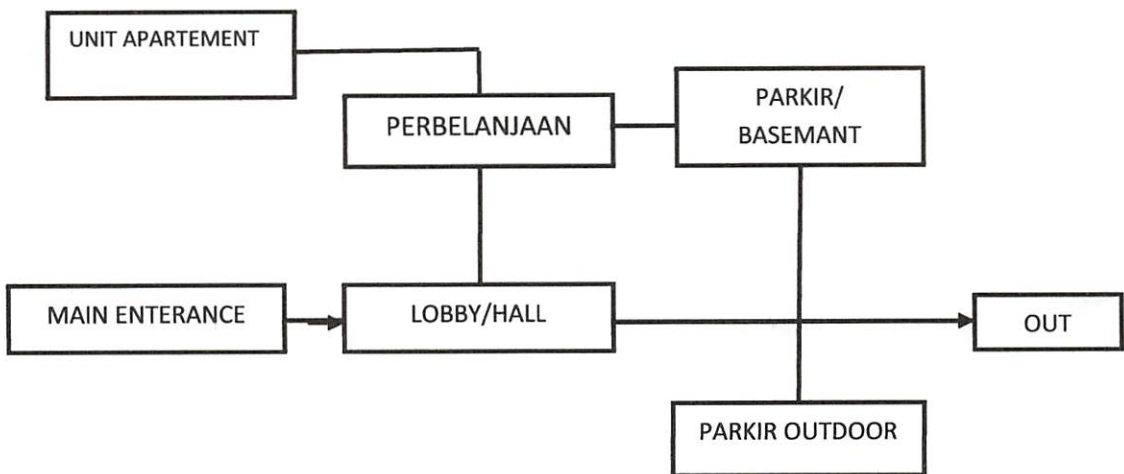 UNIT APARTEMENT
PERBELANJAAN
PARKIR/
BASEMANT
MAIN ENTERANCE
LOBBY/HALL
OUT
PARKIR OUTDOOR